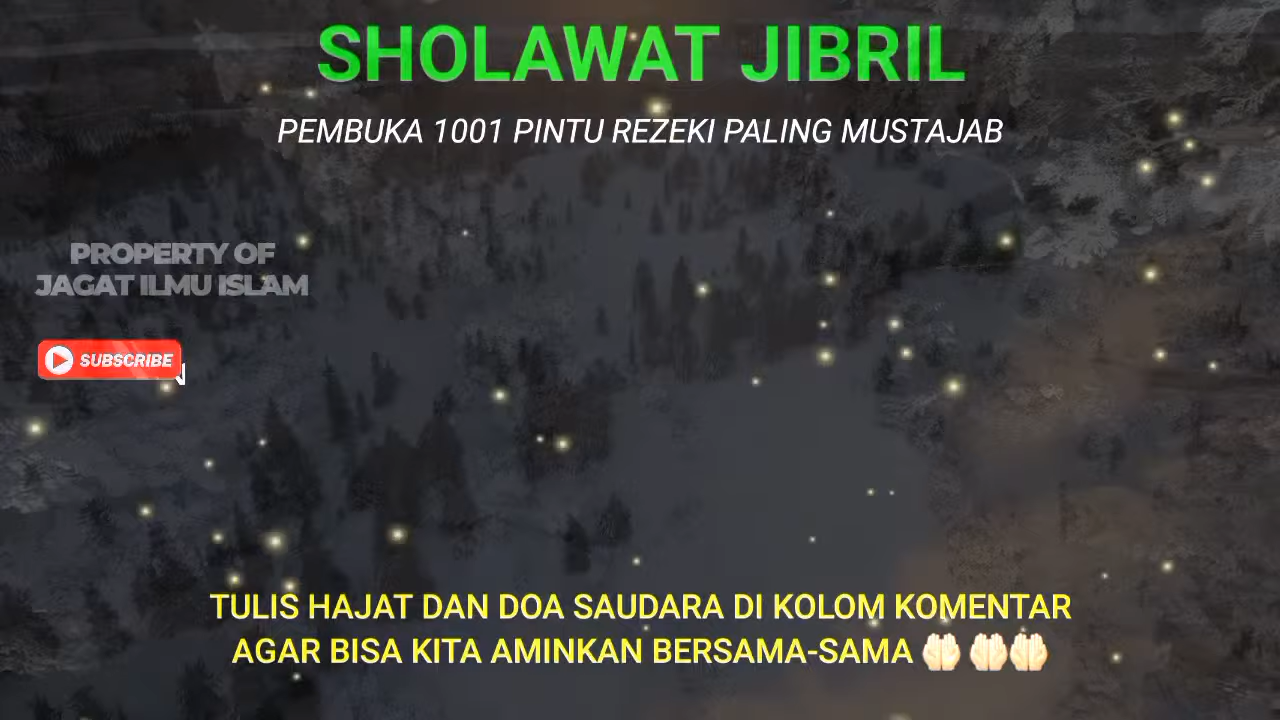 SHOLAWAT JIBRIL
PEMBUKA 1001 PINTU REZEKI PALING MUSTAJAB
PROPERTY OF
JAGAT ILMU ISLAM
SUBSCRIBE
TULIS HAJAT DAN DOA SAUDARA DI KOLOM KOMENTAR
AGAR BISA KITA AMINKAN BERSAMA-SAMA 🤲🏻 🤲🏻🤲🏻